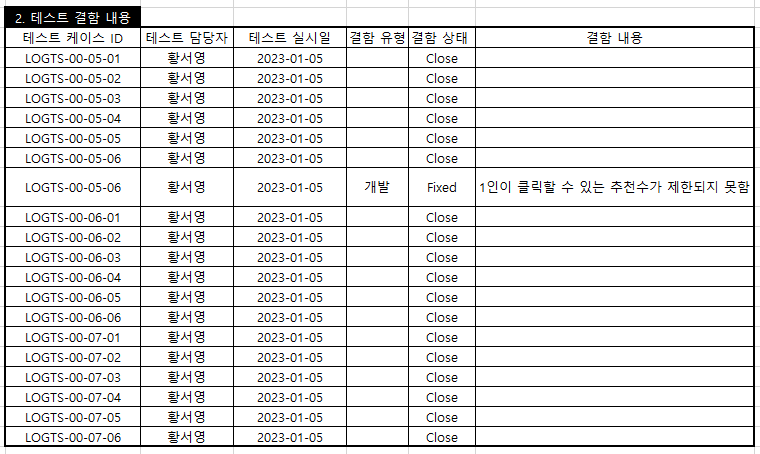 2. 테스트 결함 내용
테스트 케이스 ID 테스트 담당자 테스트 실시일 결함 유형 결함 상태 결함 내용
LOGTS-00-05-01 황서영 2023-01-05 Close
LOGTS-00-05-02 황서영 2023-01-05 Close
LOGTS-00-05-03 황서영 2023-01-05 Close
LOGTS-00-05-04 황서영 2023-01-05 Close
LOGTS-00-05-05 황서영 2023-01-05 Close
LOGTS-00-05-06 황서영 2023-01-05 Close
LOGTS-00-05-06 황서영 2023-01-05 개발 Fixed 1인이 클릭할 수 있는 추천수가 제한되지 못함
LOGTS-00-06-01 황서영 2023-01-05 Close
LOGTS-00-06-02 황서영 2023-01-05 Close
LOGTS-00-06-03 황서영 2023-01-05 Close
LOGTS-00-06-04 황서영 2023-01-05 Close
LOGTS-00-06-05 황서영 2023-01-05 Close
LOGTS-00-06-06 황서영 2023-01-05 Close
LOGTS-00-07-01 황서영 2023-01-05 Close
LOGTS-00-07-02 황서영 2023-01-05 Close
LOGTS-00-07-03 황서영 2023-01-05 Close
LOGTS-00-07-04 황서영 2023-01-05 Close
LOGTS-00-07-05 황서영 2023-01-05 Close
LOGTS-00-07-06 황서영 2023-01-05 Close